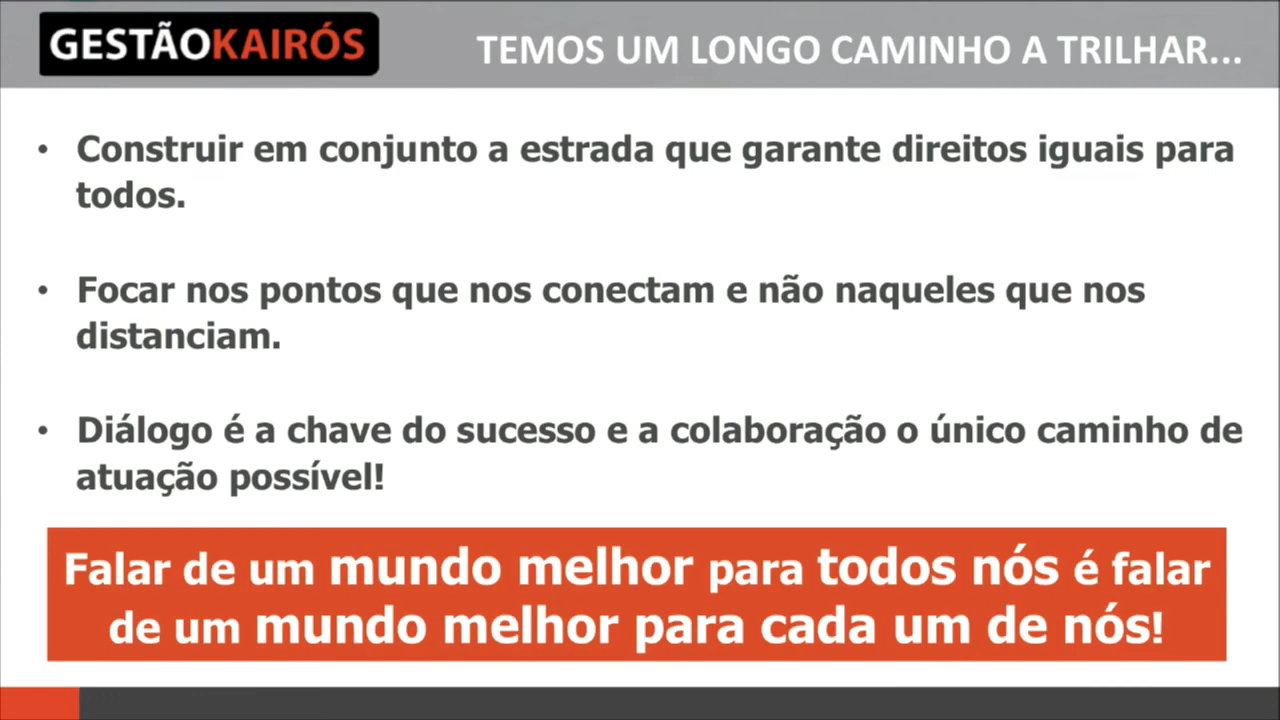 GESTÃOKAIRÓS
TEMOS UM LONGO CAMINHO A TRILHAR...
• Construir em conjunto a estrada que garante direitos iguais para
todos.
• Focar nos pontos que nos conectam e não naqueles que nos
distanciam.
• Diálogo é a chave do sucesso e a colaboração o único caminho de
atuação possível!
Falar de um mundo melhor para todos nós é falar
de um mundo melhor para cada um de nós!